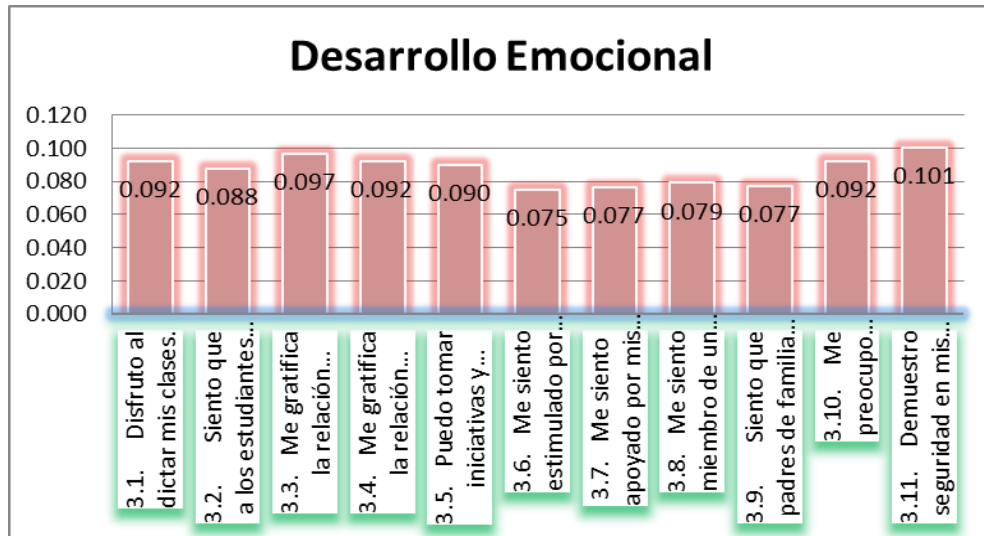 Desarrollo Emocional
0.120
0.100
0.080
0.060
0.040
0.020
0.000
0.092
0.088
0.097
0.092
0.090
0.075
0.077
0.079
0.077
0.092
0.101
3.1. Disfruto al
dictar mis clases.
3.2. Siento que
a los estudiantes...
3.3. Me gratifica
la relación...
3.4. Me gratifica
la relación...
3.5. Puedo tomar
iniciativas y...
3.6. Me siento
estimulado por...
3.7. Me siento
apoyado por mis...
3.8. Me siento
miembro de un...
3.9. Siento que
padres de familia...
3.10. Me
preocupo...
3.11. Demuestro
seguridad en mis...